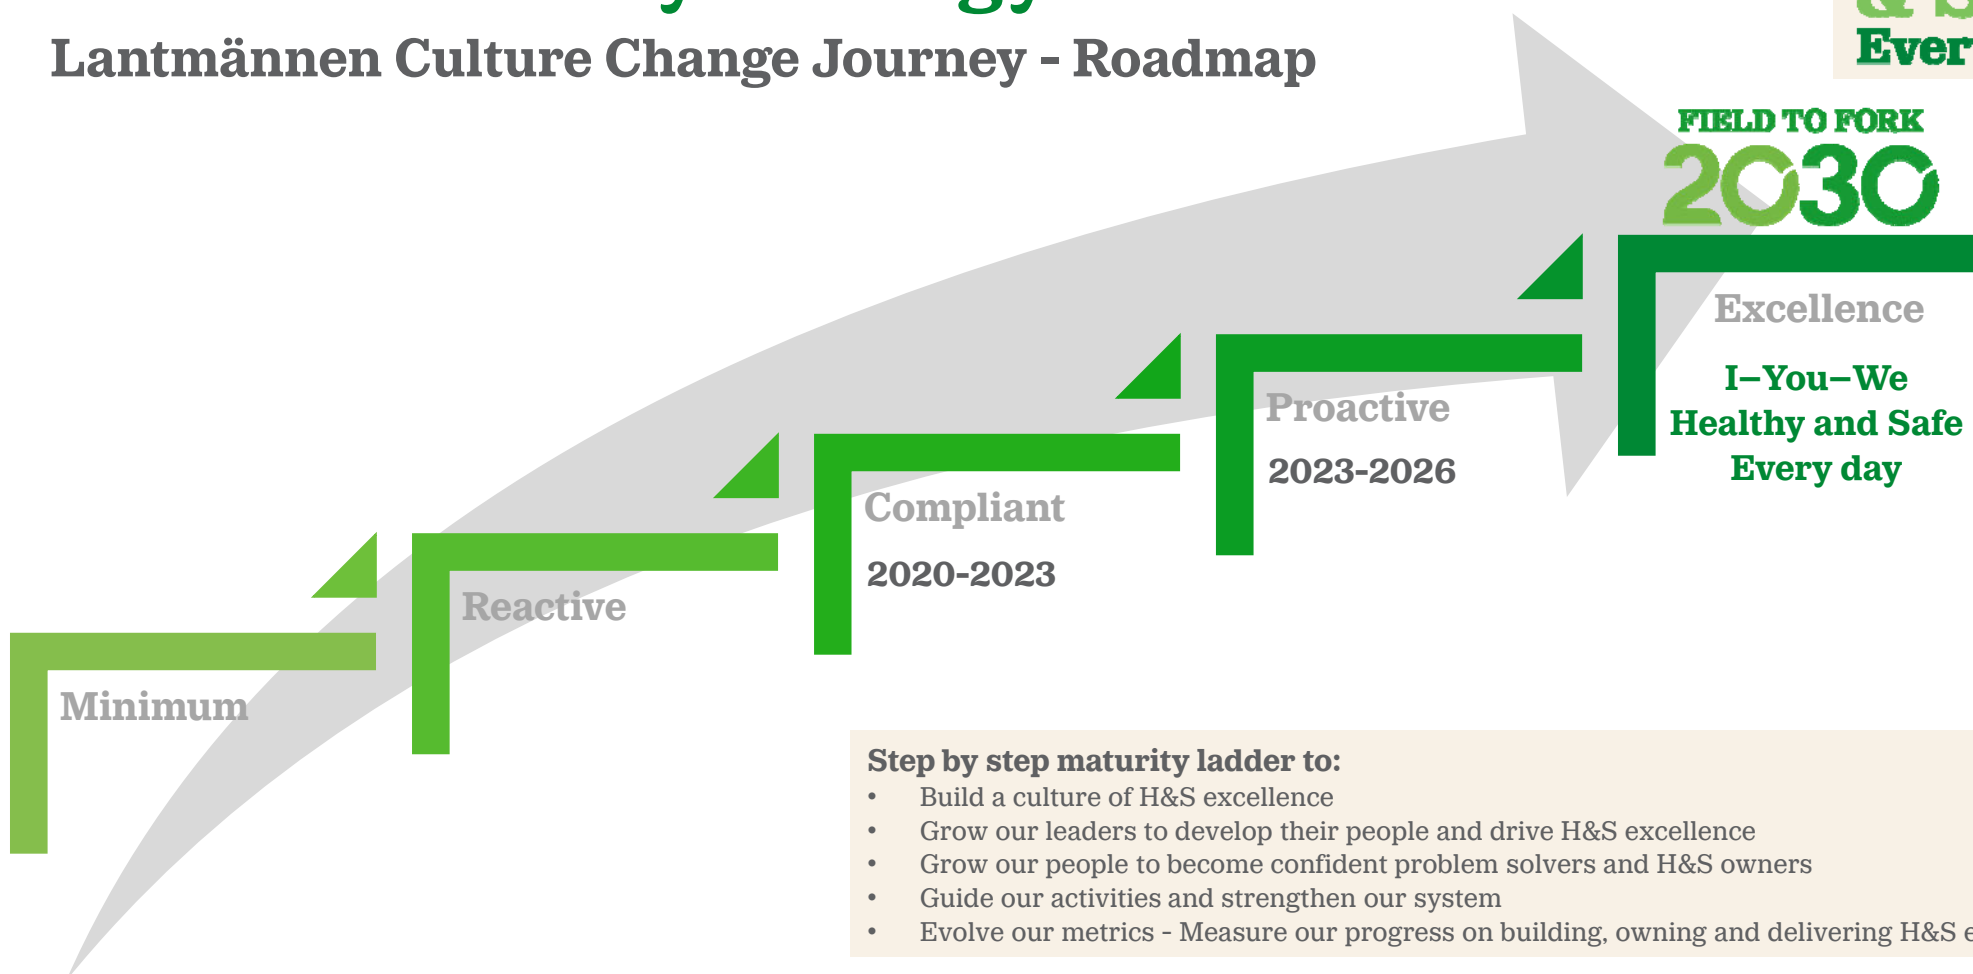 Lantmännen Culture Change Journey - Roadmap
Every
FIELD TO FORK
2030
Excellence
I–You–We
Healthy and Safe
Every day
Proactive
2023-2026
Compliant
2020-2023
Reactive
Minimum
Step by step maturity ladder to:
• Build a culture of H&S excellence
• Grow our leaders to develop their people and drive H&S excellence
• Grow our people to become confident problem solvers and H&S owners
• Guide our activities and strengthen our system
• Evolve our metrics - Measure our progress on building, owning and delivering H&S